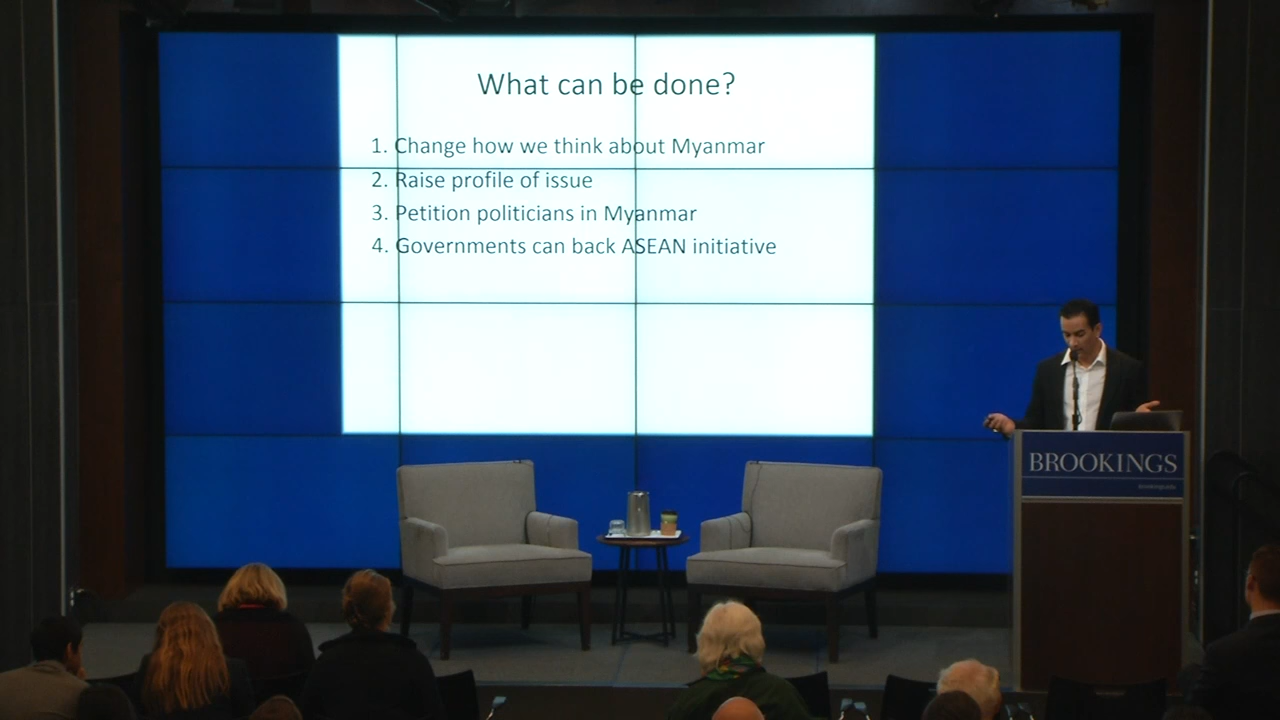 What can be done?
1. Change how we think about Myanmar
2. Raise profile of issue
3. Petition politicians in Myanmar
4. Governments can back ASEAN initiative
BROOKINGS